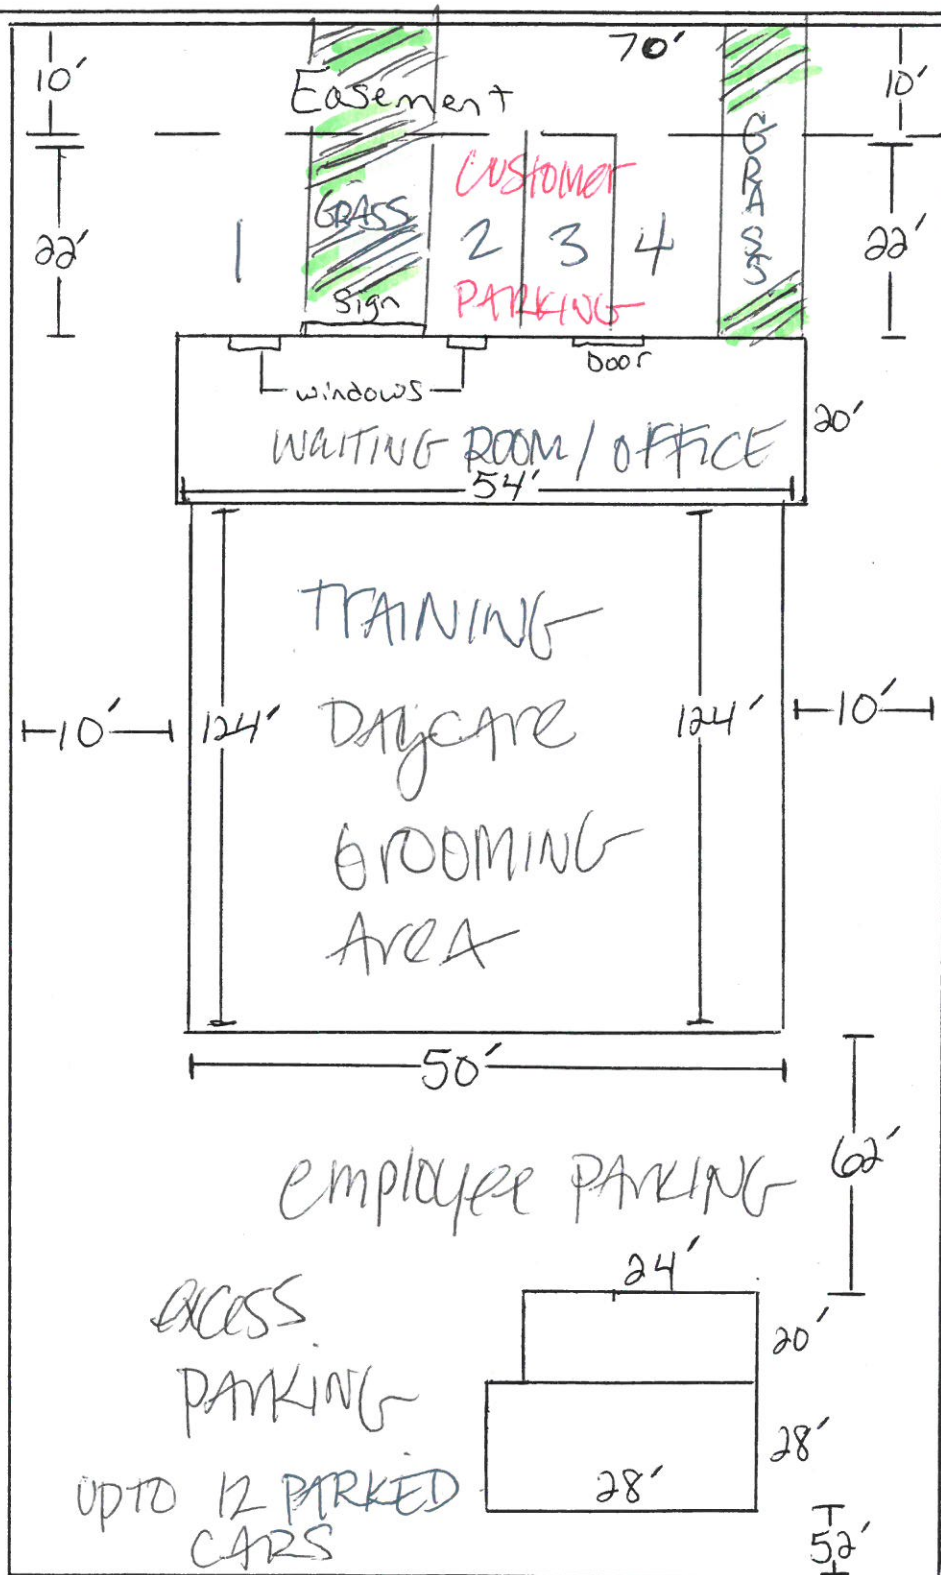 70'
10'
10'
Easement
CUSTOMER
GRASS
GRASS
22'
1
2
3
4
22'
PARKING
Sign
Door
windows
20'
WAITING ROOM / OFFICE
54'
TRAINING
10'
124'
DAYCARE
124'
10'
GROOMING
AreA
50'
62'
employee PARKING
24'
excess
20'
PARKING
28'
28'
UPTO 12 PARKED
CARS
52'